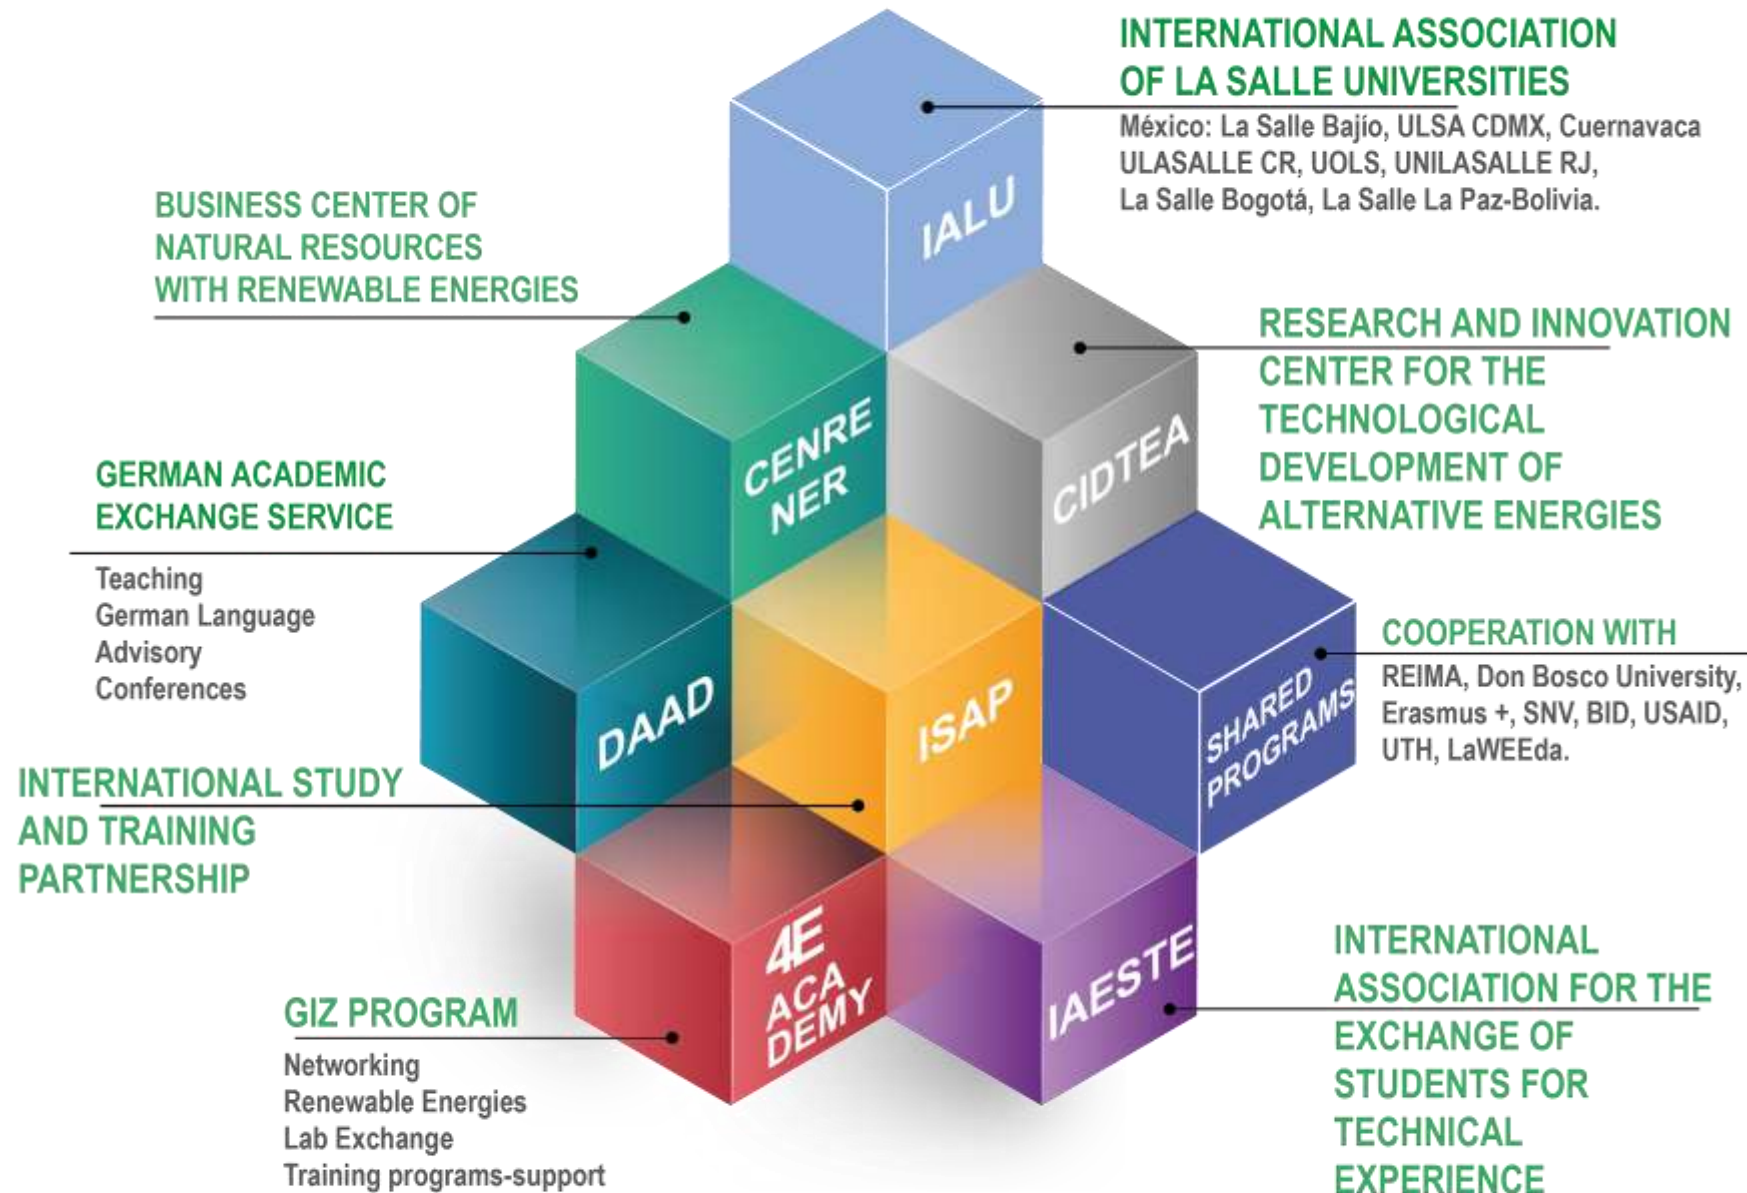 INTERNATIONAL ASSOCIATION
OF LA SALLE UNIVERSITIES
México: La Salle Bajío, ULSA CDMX, Cuernavaca
ULASALLE CR, UOLS, UNILASALLE RJ,
La Salle Bogotá, La Salle La Paz-Bolivia.
IALU
BUSINESS CENTER OF
NATURAL RESOURCES
WITH RENEWABLE ENERGIES
CENRE
NER
RESEARCH AND INNOVATION
CENTER FOR THE
TECHNOLOGICAL
DEVELOPMENT OF
ALTERNATIVE ENERGIES
CIDTEA
GERMAN ACADEMIC
EXCHANGE SERVICE
Teaching
German Language
Advisory
Conferences
DAAD
ISAP
SHARED
PROGRAMS
COOPERATION WITH
REIMA, Don Bosco University,
Erasmus +, SNV, BID, USAID,
UTH, LaWEEda.
INTERNATIONAL STUDY
AND TRAINING
PARTNERSHIP
4E
ACA
DEMY
IAESTE
GIZ PROGRAM
Networking
Renewable Energies
Lab Exchange
Training programs-support
INTERNATIONAL
ASSOCIATION FOR THE
EXCHANGE OF
STUDENTS FOR
TECHNICAL
EXPERIENCE